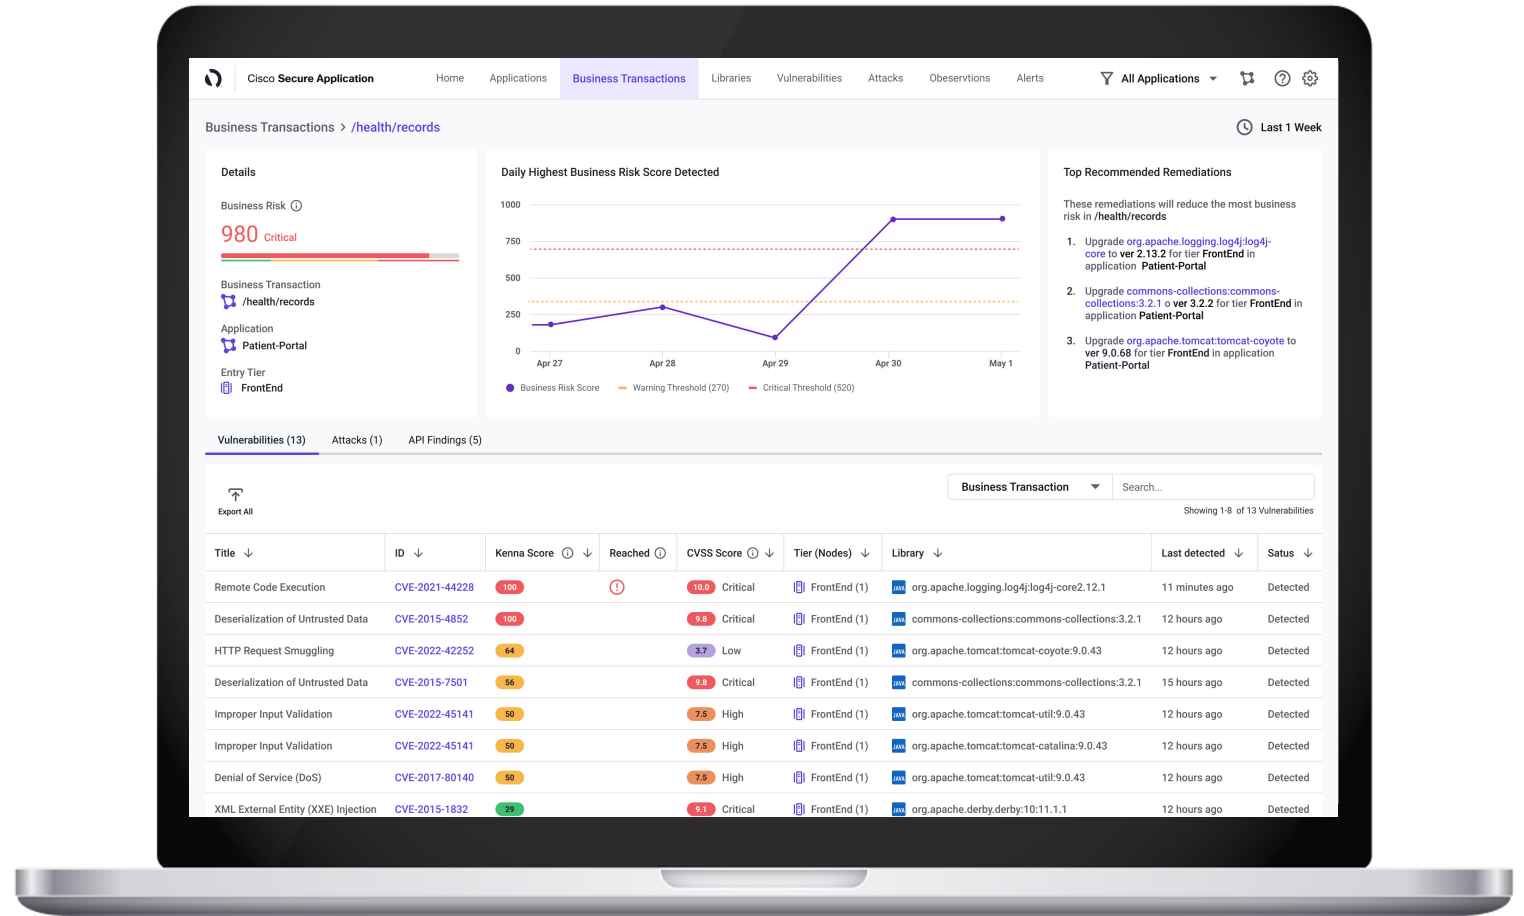 Cisco Secure Application
Home Applications Business Transactions Libraries Vulnerabilities Attacks Obeservtions Alerts
All Applications
Business Transactions > /health/records
Last 1 Week
Details
Business Risk
980 Critical
Business Transaction
/health/records
Application
Patient-Portal
Entry Tier
FrontEnd
Daily Highest Business Risk Score Detected
1000
750
500
250
0
Apr 27 Apr 28 Apr 29 Apr 30 May 1
Business Risk Score Warning Threshold (270) Critical Threshold (520)
Top Recommended Remediations
These remediations will reduce the most business
risk in /health/records
1. Upgrade org.apache.logging.log4j:log4j-
core to ver 2.13.2 for tier FrontEnd in
application Patient-Portal
2. Upgrade commons-collections:commons-
collections:3.2.1 o ver 3.2.2 for tier FrontEnd in
application Patient-Portal
3. Upgrade org.apache.tomcat:tomcat-coyote to
ver 9.0.68 for tier FrontEnd in application
Patient-Portal
Vulnerabilities (13) Attacks (1) API Findings (5)
Export All
Business Transaction Search...
Showing 1-8 of 13 Vulnerabilities
Title ID Kenna Score Reached CVSS Score Tier (Nodes) Library Last detected Satus
Remote Code Execution CVE-2021-44228 100 10.0 Critical FrontEnd (1) JAVA org.apache.logging.log4j:log4j-core2.12.1 11 minutes ago Detected
Deserialization of Untrusted Data CVE-2015-4852 100 9.8 Critical FrontEnd (1) JAVA commons-collections:commons-collections:3.2.1 12 hours ago Detected
HTTP Request Smuggling CVE-2022-42252 64 3.7 Low FrontEnd (1) JAVA org.apache.tomcat:tomcat-coyote:9.0.43 12 hours ago Detected
Deserialization of Untrusted Data CVE-2015-7501 56 9.8 Critical FrontEnd (1) JAVA commons-collections:commons-collections:3.2.1 15 hours ago Detected
Improper Input Validation CVE-2022-45141 50 7.5 High FrontEnd (1) JAVA org.apache.tomcat:tomcat-util:9.0.43 12 hours ago Detected
Improper Input Validation CVE-2022-45141 50 7.5 High FrontEnd (1) JAVA org.apache.tomcat:tomcat-catalina:9.0.43 12 hours ago Detected
Denial of Service (DoS) CVE-2017-80140 50 7.5 High FrontEnd (1) JAVA org.apache.tomcat:tomcat-util:9.0.43 12 hours ago Detected
XML External Entity (XXE) Injection CVE-2015-1832 29 9.1 Critical FrontEnd (1) JAVA org.apache.derby.derby:10:11.1.1 12 hours ago Detected